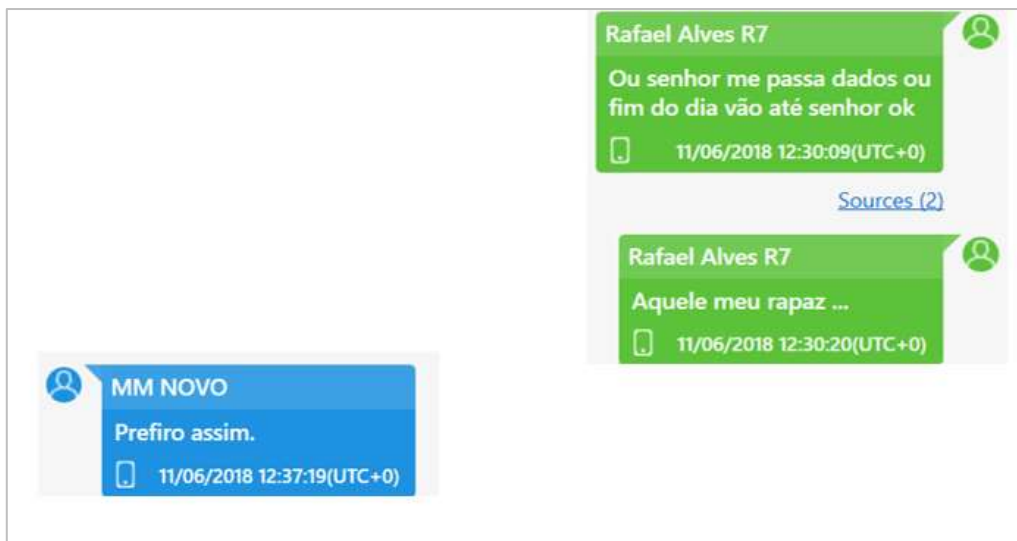 Rafael Alves R7
Ou senhor me passa dados ou
fim do dia vão até senhor ok
11/06/2018 12:30:09(UTC+0)
Sources (2)
Rafael Alves R7
Aquele meu rapaz ...
11/06/2018 12:30:20(UTC+0)
MM NOVO
Prefiro assim.
11/06/2018 12:37:19(UTC+0)